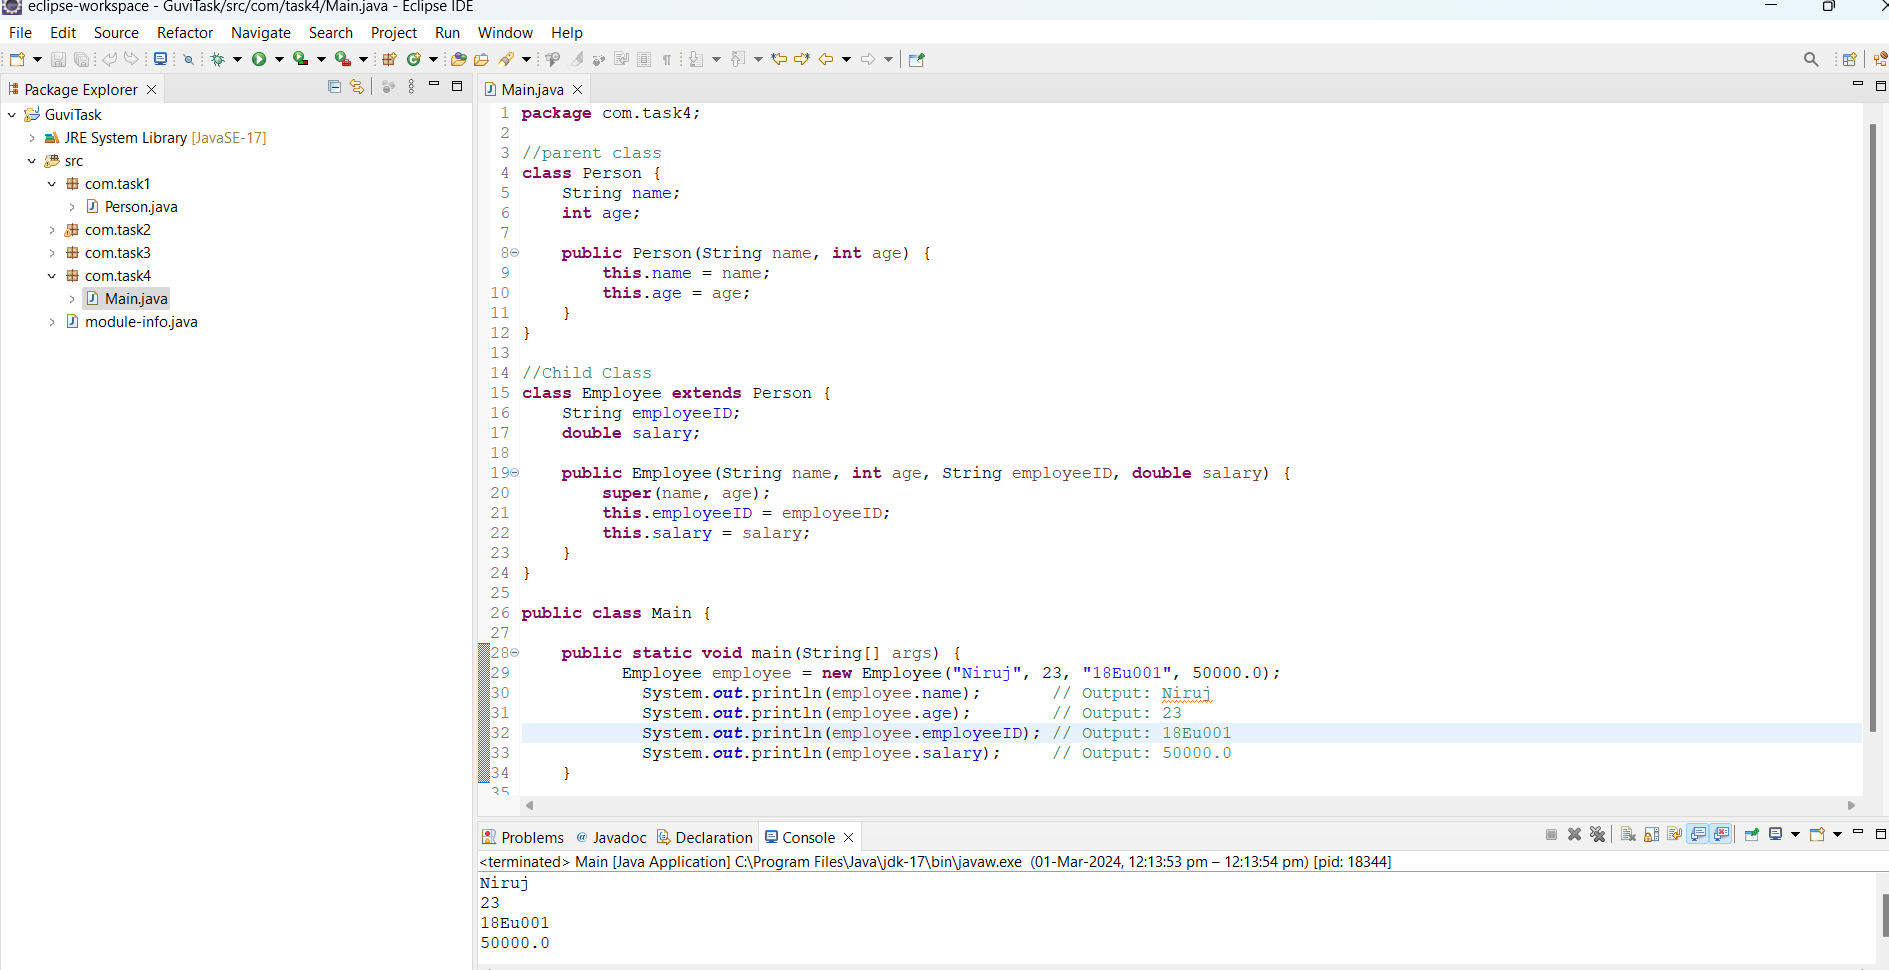 eclipse-workspace - GuviTask/src/com/task4/Main.java - Eclipse IDE
File Edit Source Refactor Navigate Search Project Run Window Help
Package Explorer
GuviTask
JRE System Library [JavaSE-17]
src
com.task1
Person.java
com.task2
com.task3
com.task4
Main.java
module-info.java
Main.java
1 package com.task4;
2
3 //parent class
4 class Person {
5     String name;
6     int age;
7
8     public Person(String name, int age) {
9         this.name = name;
10         this.age = age;
11     }
12 }
13
14 //Child Class
15 class Employee extends Person {
16     String employeeID;
17     double salary;
18
19     public Employee(String name, int age, String employeeID, double salary) {
20         super(name, age);
21         this.employeeID = employeeID;
22         this.salary = salary;
23     }
24 }
25
26 public class Main {
27
28     public static void main(String[] args) {
29           Employee employee = new Employee("Niruj", 23, "18Eu001", 50000.0);
30             System.out.println(employee.name);       // Output: Niruj
31             System.out.println(employee.age);        // Output: 23
32             System.out.println(employee.employeeID); // Output: 18Eu001
33             System.out.println(employee.salary);     // Output: 50000.0
34     }
35
Problems @ Javadoc Declaration Console
<terminated> Main [Java Application] C:\Program Files\Java\jdk-17\bin\javaw.exe (01-Mar-2024, 12:13:53 pm – 12:13:54 pm) [pid: 18344]
Niruj
23
18Eu001
50000.0